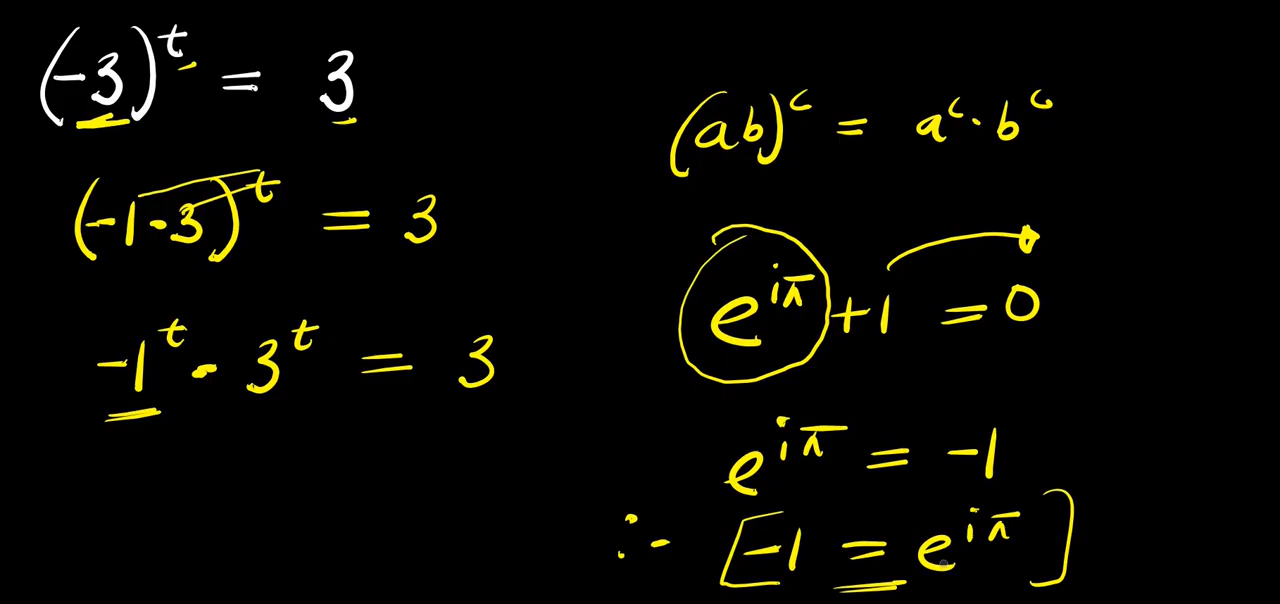 (-3)^t = 3
(-1·3)^t = 3
-1^t · 3^t = 3
(ab)^c = a^c · b^c
e^{iπ} + 1 = 0
e^{iπ} = -1
∴ [-1 = e^{iπ}]